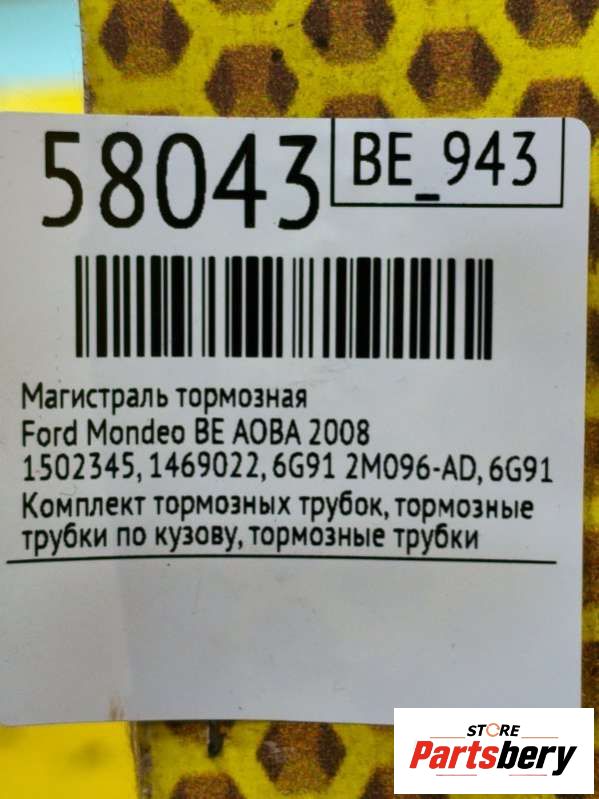 58043
BE_943
Магистраль тормозная
Ford Mondeo BE AOBA 2008
1502345, 1469022, 6G91 2M096-AD, 6G91
Комплект тормозных трубок, тормозные
трубки по кузову, тормозные трубки
STORE
Partsbery